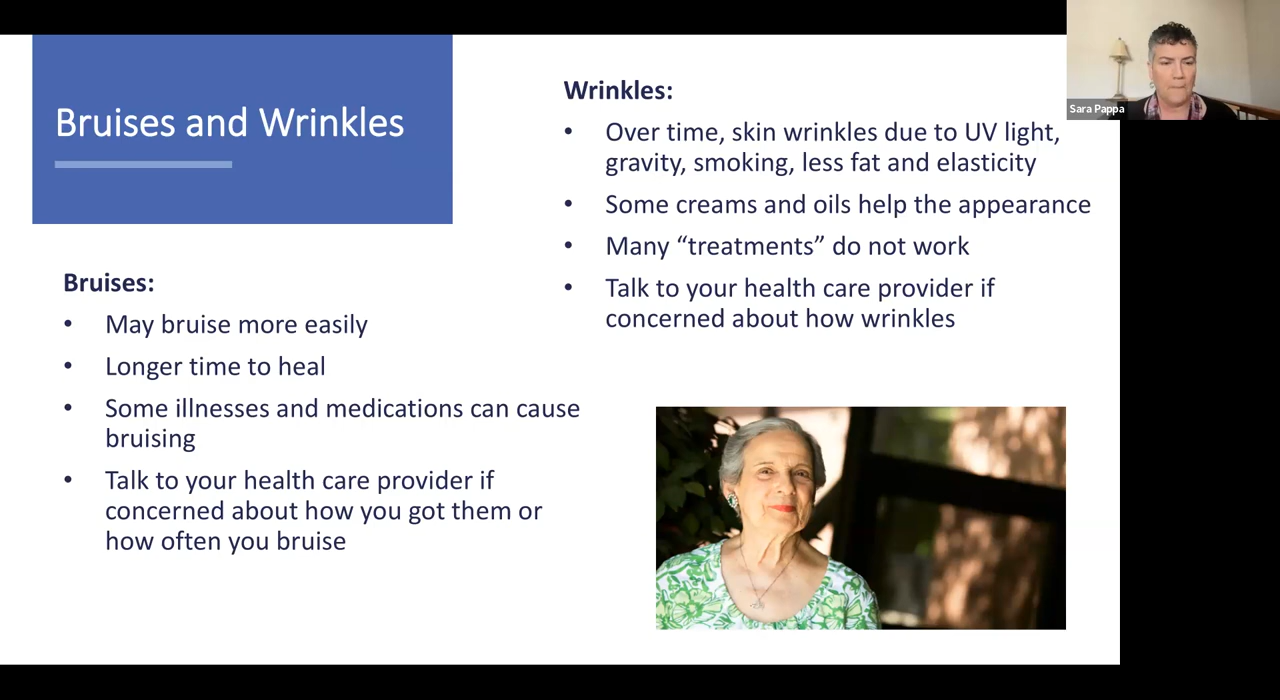 Bruises and Wrinkles
Bruises:
• May bruise more easily
• Longer time to heal
• Some illnesses and medications can cause
bruising
• Talk to your health care provider if
concerned about how you got them or
how often you bruise
Wrinkles:
• Over time, skin wrinkles due to UV light,
gravity, smoking, less fat and elasticity
• Some creams and oils help the appearance
• Many “treatments” do not work
• Talk to your health care provider if
concerned about how wrinkles
Sara Pappa